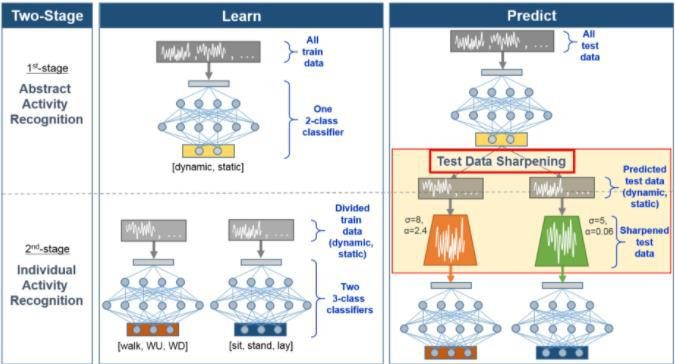 Two-Stage
Learn
Predict
1st-stage
Abstract
Activity
Recognition
All
train
data
One
2-class
classifier
[dynamic, static]
All
test
data
Test Data Sharpening
Predicted
test data
(dynamic,
static)
σ=8,
α=2.4
σ=5,
α=0.06
Sharpened
test
data
2nd-stage
Individual
Activity
Recognition
Divided
train
data
(dynamic,
static)
Two
3-class
classifiers
[walk, WU, WD]
[sit, stand, lay]